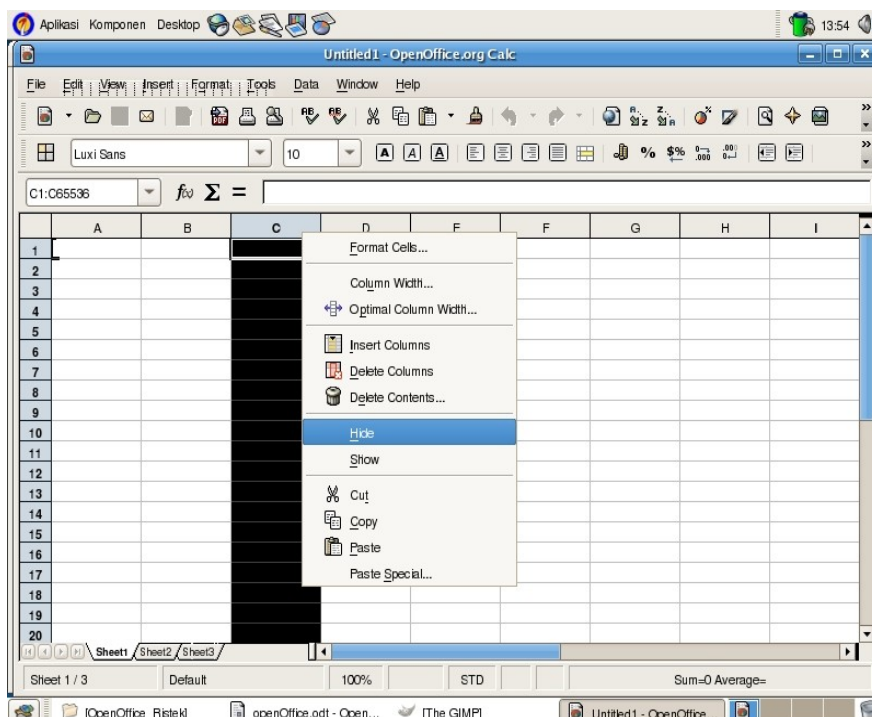 Aplikasi Komponen Desktop 13:54
Untitled1 - OpenOffice.org Calc
File Edit View Insert Format Tools Data Window Help
Luxi Sans 10
C1:C65536 f(x) Σ =
A B C D E F G H I
1
2
3
4
5
6
7
8
9
10
11
12
13
14
15
16
17
18
19
20
Format Cells...
Column Width...
Optimal Column Width...
Insert Columns
Delete Columns
Delete Contents...
Hide
Show
Cut
Copy
Paste
Paste Special...
Sheet1 Sheet2 Sheet3
Sheet 1 / 3 Default 100% STD Sum=0 Average=
[OpenOffice_Ristek] openOffice.odt - Open... [The GIMP] Untitled1 - OpenOffice